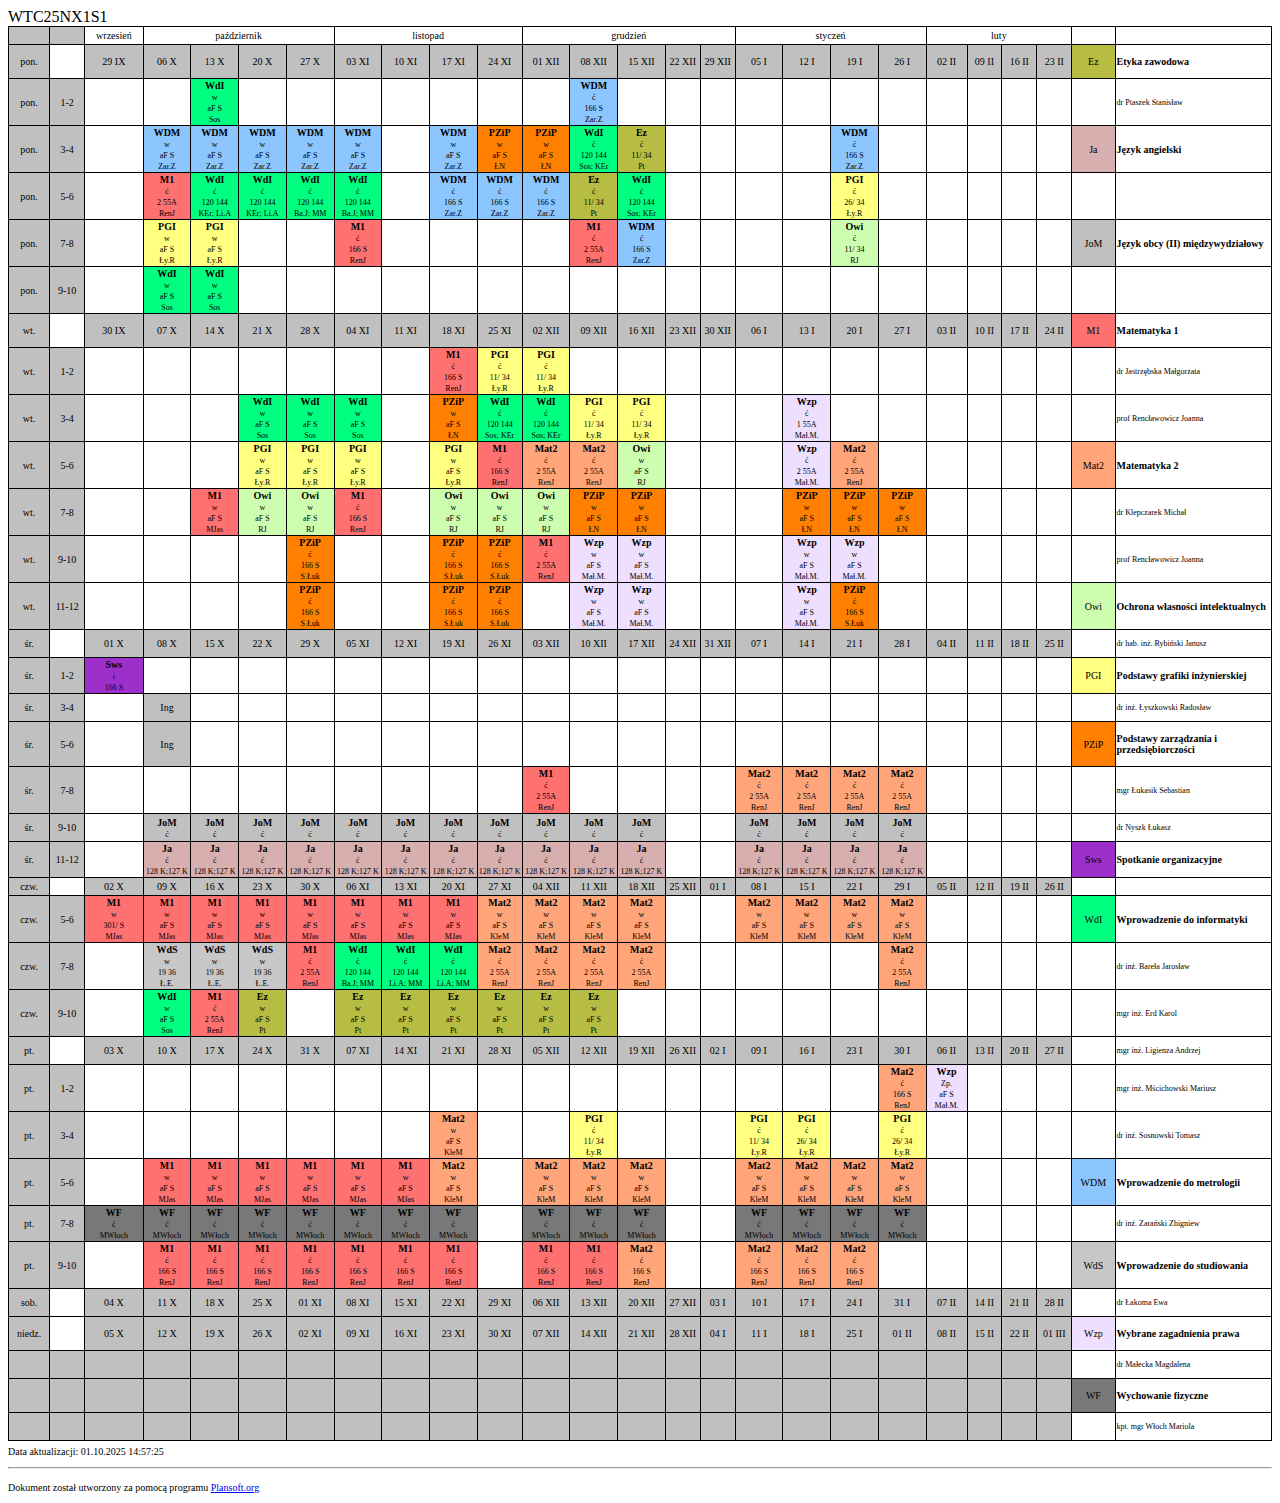 WTC25NX1S1
wrzesień październik listopad grudzień styczeń luty
pon. 29 IX 06 X 13 X 20 X 27 X 03 XI 10 XI 17 XI 24 XI 01 XII 08 XII 15 XII 22 XII 29 XII 05 I 12 I 19 I 26 I 02 II 09 II 16 II 23 II Ez Etyka zawodowa
WdI WDM
w ć
pon. 1-2 aF S 166 S dr Ptaszek Stanisław
Sos Zar.Z
WDM WDM WDM WDM WDM WDM PZiP PZiP WdI Ez WDM
w w w w w w w w ć ć ć
pon. 3-4 aF S aF S aF S aF S aF S aF S aF S aF S 120 144 11/ 34 166 S Ja Język angielski
Zar.Z Zar.Z Zar.Z Zar.Z Zar.Z Zar.Z ŁN ŁN Sos; KEr Pt Zar.Z
M1 WdI WdI WdI WdI WDM WDM WDM Ez WdI PGI
ć ć ć ć ć ć ć ć ć ć ć
pon. 5-6 2 55A 120 144 120 144 120 144 120 144 166 S 166 S 166 S 11/ 34 120 144 26/ 34
RenJ KEr; Li.A KEr; Li.A Ba.J; MM Ba.J; MM Zar.Z Zar.Z Zar.Z Pt Sos; KEr Ły.R
PGI PGI M1 M1 WDM Owi
w w ć ć ć ć
pon. 7-8 aF S aF S 166 S 2 55A 166 S 11/ 34 JoM Język obcy (II) międzywydziałowy
Ły.R Ły.R RenJ RenJ Zar.Z RJ
WdI WdI
w w
pon. 9-10 aF S aF S
Sos Sos
wt. 30 IX 07 X 14 X 21 X 28 X 04 XI 11 XI 18 XI 25 XI 02 XII 09 XII 16 XII 23 XII 30 XII 06 I 13 I 20 I 27 I 03 II 10 II 17 II 24 II M1 Matematyka 1
M1 PGI PGI
ć ć ć
wt. 1-2 166 S 11/ 34 11/ 34 dr Jastrzębska Małgorzata
RenJ Ły.R Ły.R
WdI WdI WdI PZiP WdI WdI PGI PGI Wzp
w w w w ć ć ć ć ć
wt. 3-4 aF S aF S aF S aF S 120 144 120 144 11/ 34 11/ 34 1 55A prof Rencławowicz Joanna
Sos Sos Sos ŁN Sos; KEr Sos; KEr Ły.R Ły.R Mał.M.
PGI PGI PGI PGI M1 Mat2 Mat2 Owi Wzp Mat2
w w w w ć ć ć w ć ć
wt. 5-6 aF S aF S aF S aF S 166 S 2 55A 2 55A aF S 2 55A 2 55A Mat2 Matematyka 2
Ły.R Ły.R Ły.R Ły.R RenJ RenJ RenJ RJ Mał.M. RenJ
M1 Owi Owi M1 Owi Owi Owi PZiP PZiP PZiP PZiP PZiP
w w w ć w w w w w w w w
wt. 7-8 aF S aF S aF S 166 S aF S aF S aF S aF S aF S aF S aF S aF S dr Klepczarek Michał
MJas RJ RJ RenJ RJ RJ RJ ŁN ŁN ŁN ŁN ŁN
PZiP PZiP PZiP M1 Wzp Wzp Wzp Wzp
ć ć ć ć w w w w
wt. 9-10 166 S 166 S 166 S 2 55A aF S aF S aF S aF S prof Rencławowicz Joanna
S.Łuk S.Łuk S.Łuk RenJ Mał.M. Mał.M. Mał.M. Mał.M.
PZiP PZiP PZiP Wzp Wzp Wzp PZiP
ć ć ć w w w ć
wt. 11-12 166 S 166 S 166 S aF S aF S aF S 166 S Owi Ochrona własności intelektualnych
S.Łuk S.Łuk S.Łuk Mał.M. Mał.M. Mał.M. S.Łuk
śr. 01 X 08 X 15 X 22 X 29 X 05 XI 12 XI 19 XI 26 XI 03 XII 10 XII 17 XII 24 XII 31 XII 07 I 14 I 21 I 28 I 04 II 11 II 18 II 25 II dr hab. inż. Rybiński Janusz
Sws
śr. 1-2 i PGI Podstawy grafiki inżynierskiej
166 S
śr. 3-4 Ing dr inż. Łyszkowski Radosław
śr. 5-6 Ing PZiP Podstawy zarządzania i
przedsiębiorczości
M1 Mat2 Mat2 Mat2 Mat2
ć ć ć ć ć
śr. 7-8 2 55A 2 55A 2 55A 2 55A 2 55A mgr Łukasik Sebastian
RenJ RenJ RenJ RenJ RenJ
JoM JoM JoM JoM JoM JoM JoM JoM JoM JoM JoM JoM JoM JoM JoM
śr. 9-10 ć ć ć ć ć ć ć ć ć ć ć ć ć ć ć dr Nyszk Łukasz
Ja Ja Ja Ja Ja Ja Ja Ja Ja Ja Ja Ja Ja Ja Ja
śr. 11-12 ć ć ć ć ć ć ć ć ć ć ć ć ć ć ć Sws Spotkanie organizacyjne
128 K;127 K 128 K;127 K 128 K;127 K 128 K;127 K 128 K;127 K 128 K;127 K 128 K;127 K 128 K;127 K 128 K;127 K 128 K;127 K 128 K;127 K 128 K;127 K 128 K;127 K 128 K;127 K 128 K;127 K
czw. 02 X 09 X 16 X 23 X 30 X 06 XI 13 XI 20 XI 27 XI 04 XII 11 XII 18 XII 25 XII 01 I 08 I 15 I 22 I 29 I 05 II 12 II 19 II 26 II
M1 M1 M1 M1 M1 M1 M1 M1 Mat2 Mat2 Mat2 Mat2 Mat2 Mat2 Mat2 Mat2
w w w w w w w w w w w w w w w w
czw. 5-6 301/ S aF S aF S aF S aF S aF S aF S aF S aF S aF S aF S aF S aF S aF S aF S aF S WdI Wprowadzenie do informatyki
MJas MJas MJas MJas MJas MJas MJas MJas KleM KleM KleM KleM KleM KleM KleM KleM
WdS WdS WdS M1 WdI WdI WdI Mat2 Mat2 Mat2 Mat2 Mat2
w w w ć ć ć ć ć ć ć ć ć
czw. 7-8 19 36 19 36 19 36 2 55A 120 144 120 144 120 144 2 55A 2 55A 2 55A 2 55A 2 55A dr inż. Bareła Jarosław
Ł..E. Ł..E. Ł..E. RenJ Ba.J; MM Li.A; MM Li.A; MM RenJ RenJ RenJ RenJ RenJ
WdI M1 Ez Ez Ez Ez Ez Ez Ez
w ć w w w w w w w
czw. 9-10 aF S 2 55A aF S aF S aF S aF S aF S aF S aF S mgr inż. Erd Karol
Sos RenJ Pt Pt Pt Pt Pt Pt Pt
pt. 03 X 10 X 17 X 24 X 31 X 07 XI 14 XI 21 XI 28 XI 05 XII 12 XII 19 XII 26 XII 02 I 09 I 16 I 23 I 30 I 06 II 13 II 20 II 27 II mgr inż. Ligienza Andrzej
Mat2 Wzp
ć Zp.
pt. 1-2 166 S aF S mgr inż. Mścichowski Mariusz
RenJ Mał.M.
Mat2 PGI PGI PGI PGI
w ć ć ć ć
pt. 3-4 aF S 11/ 34 11/ 34 26/ 34 26/ 34 dr inż. Sosnowski Tomasz
KleM Ły.R Ły.R Ły.R Ły.R
M1 M1 M1 M1 M1 M1 Mat2 Mat2 Mat2 Mat2 Mat2 Mat2 Mat2 Mat2
w w w w w w w w w w w w w w
pt. 5-6 aF S aF S aF S aF S aF S aF S aF S aF S aF S aF S aF S aF S aF S aF S WDM Wprowadzenie do metrologii
MJas MJas MJas MJas MJas MJas KleM KleM KleM KleM KleM KleM KleM KleM
WF WF WF WF WF WF WF WF WF WF WF WF WF WF WF
pt. 7-8 ć ć ć ć ć ć ć ć ć ć ć ć ć ć ć dr inż. Zarański Zbigniew
MWłoch MWłoch MWłoch MWłoch MWłoch MWłoch MWłoch MWłoch MWłoch MWłoch MWłoch MWłoch MWłoch MWłoch MWłoch
M1 M1 M1 M1 M1 M1 M1 M1 M1 Mat2 Mat2 Mat2 Mat2
ć ć ć ć ć ć ć ć ć ć ć ć ć
pt. 9-10 166 S 166 S 166 S 166 S 166 S 166 S 166 S 166 S 166 S 166 S 166 S 166 S 166 S WdS Wprowadzenie do studiowania
RenJ RenJ RenJ RenJ RenJ RenJ RenJ RenJ RenJ RenJ RenJ RenJ RenJ
sob. 04 X 11 X 18 X 25 X 01 XI 08 XI 15 XI 22 XI 29 XI 06 XII 13 XII 20 XII 27 XII 03 I 10 I 17 I 24 I 31 I 07 II 14 II 21 II 28 II dr Łakoma Ewa
niedz. 05 X 12 X 19 X 26 X 02 XI 09 XI 16 XI 23 XI 30 XI 07 XII 14 XII 21 XII 28 XII 04 I 11 I 18 I 25 I 01 II 08 II 15 II 22 II 01 III Wzp Wybrane zagadnienia prawa
dr Małecka Magdalena
WF Wychowanie fizyczne
kpt. mgr Włoch Mariola
Data aktualizacji: 01.10.2025 14:57:25
Dokument został utworzony za pomocą programu Plansoft.org